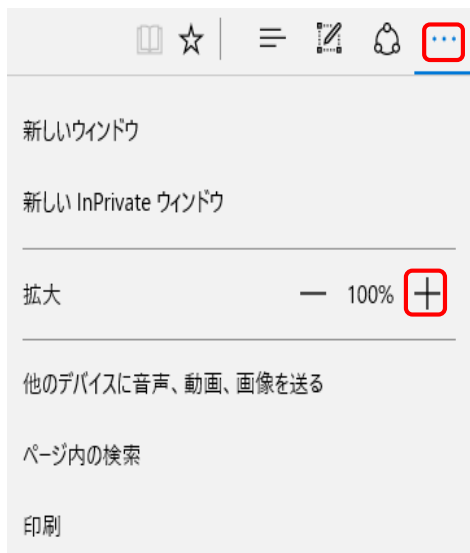 新しいウィンドウ
新しい InPrivate ウィンドウ
拡大 — 100% +
他のデバイスに音声、動画、画像を送る
ページ内の検索
印刷